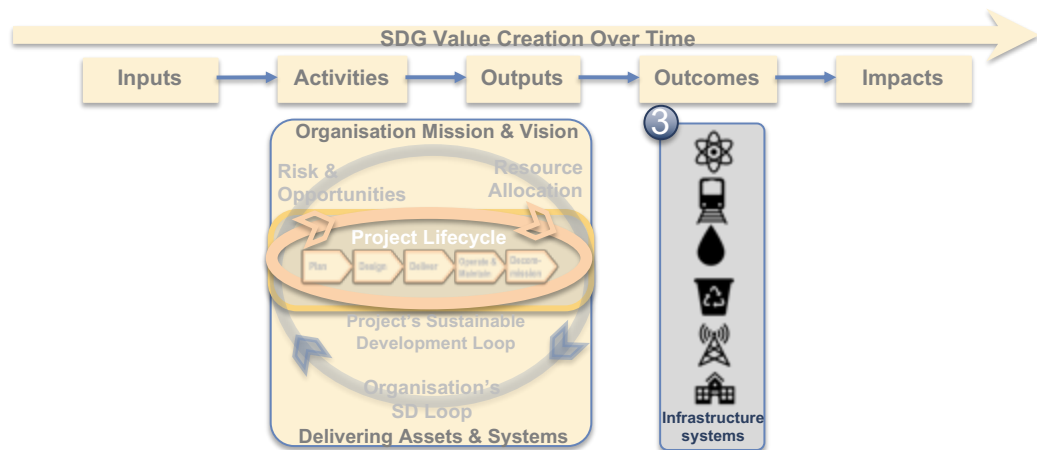 SDG Value Creation Over Time
Inputs
Activities
Outputs
Outcomes
Impacts
Organisation Mission & Vision
Risk &
Opportunities
Resource
Allocation
Project Lifecycle
Plan
Design
Deliver
Operate &
Maintain
Decom-
mission
Project's Sustainable
Development Loop
Organisation's
SD Loop
Delivering Assets & Systems
3
Infrastructure
systems